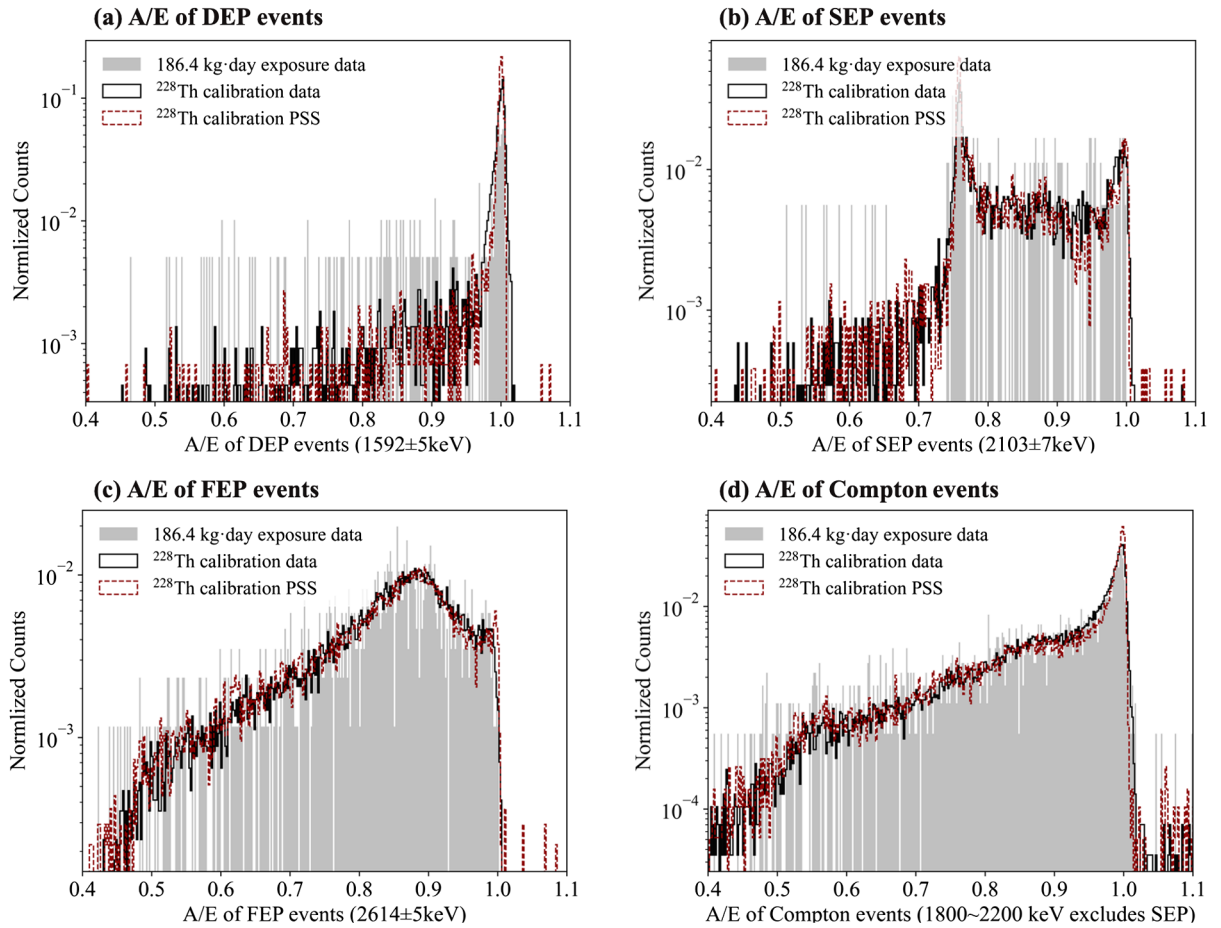 (a) A/E of DEP events
10⁻¹
10⁻²
10⁻³
Normlized Counts
186.4 kg·day exposure data
²²⁸Th calibration data
²²⁸Th calibration PSS
0.4 0.5 0.6 0.7 0.8 0.9 1.0 1.1
A/E of DEP events (1592±5keV)
(b) A/E of SEP events
10⁻²
10⁻³
Normlized Counts
186.4 kg·day exposure data
²²⁸Th calibration data
²²⁸Th calibration PSS
0.4 0.5 0.6 0.7 0.8 0.9 1.0 1.1
A/E of SEP events (2103±7keV)
(c) A/E of FEP events
10⁻²
10⁻³
Normlized Counts
186.4 kg·day exposure data
²²⁸Th calibration data
²²⁸Th calibration PSS
0.4 0.5 0.6 0.7 0.8 0.9 1.0 1.1
A/E of FEP events (2614±5keV)
(d) A/E of Compton events
10⁻²
10⁻³
10⁻⁴
Normlized Counts
186.4 kg·day exposure data
²²⁸Th calibration data
²²⁸Th calibration PSS
0.4 0.5 0.6 0.7 0.8 0.9 1.0 1.1
A/E of Compton events (1800~2200 keV excludes SEP)